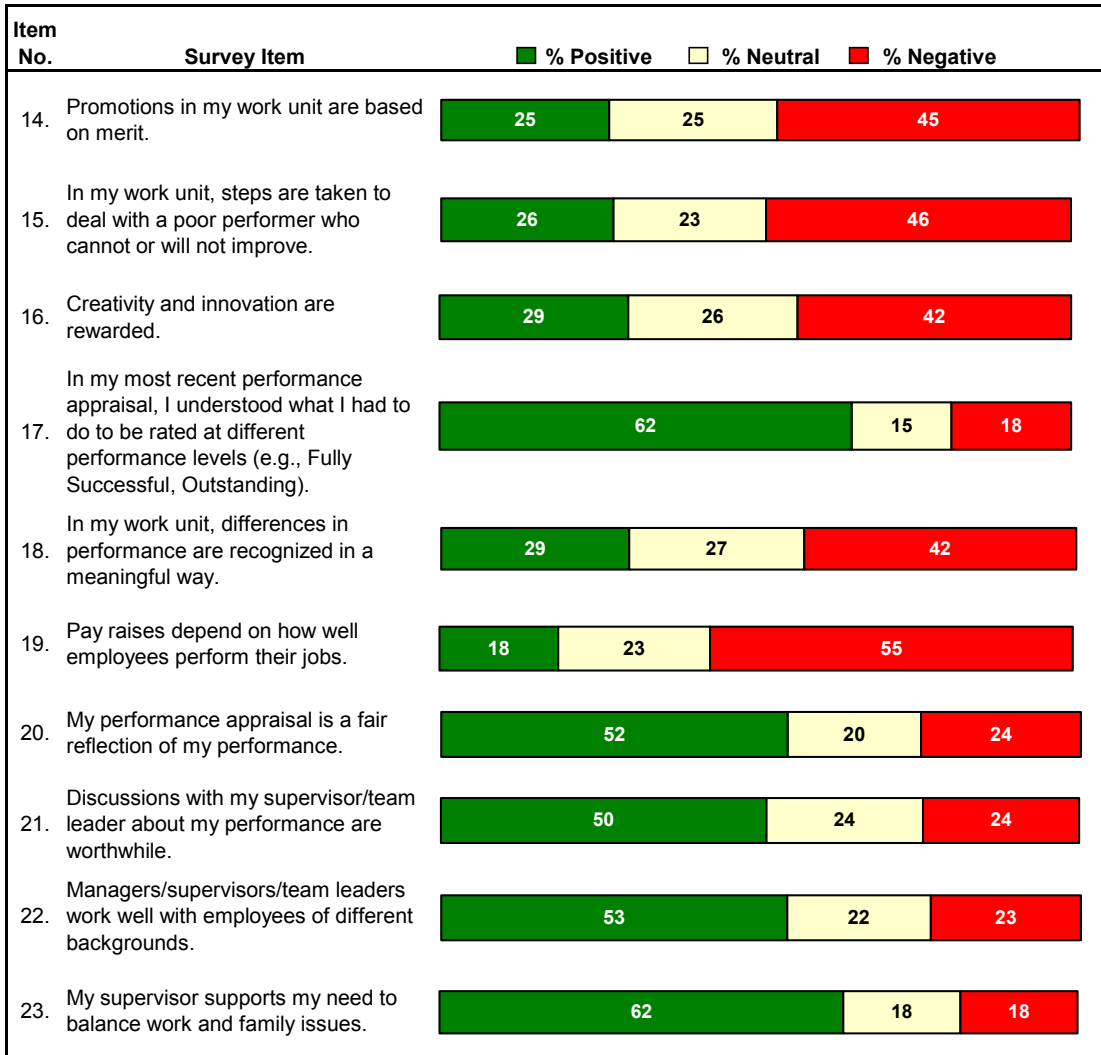 Item
No. Survey Item % Positive % Neutral % Negative
14. Promotions in my work unit are based
on merit.
25 25 45
In my work unit, steps are taken to
15. deal with a poor performer who
cannot or will not improve.
26 23 46
16. Creativity and innovation are
rewarded.
29 26 42
In my most recent performance
appraisal, I understood what I had to
17. do to be rated at different
performance levels (e.g., Fully
Successful, Outstanding).
62 15 18
In my work unit, differences in
18. performance are recognized in a
meaningful way.
29 27 42
19. Pay raises depend on how well
employees perform their jobs.
18 23 55
20. My performance appraisal is a fair
reflection of my performance.
52 20 24
Discussions with my supervisor/team
21. leader about my performance are
worthwhile.
50 24 24
Managers/supervisors/team leaders
22. work well with employees of different
backgrounds.
53 22 23
23. My supervisor supports my need to
balance work and family issues.
62 18 18